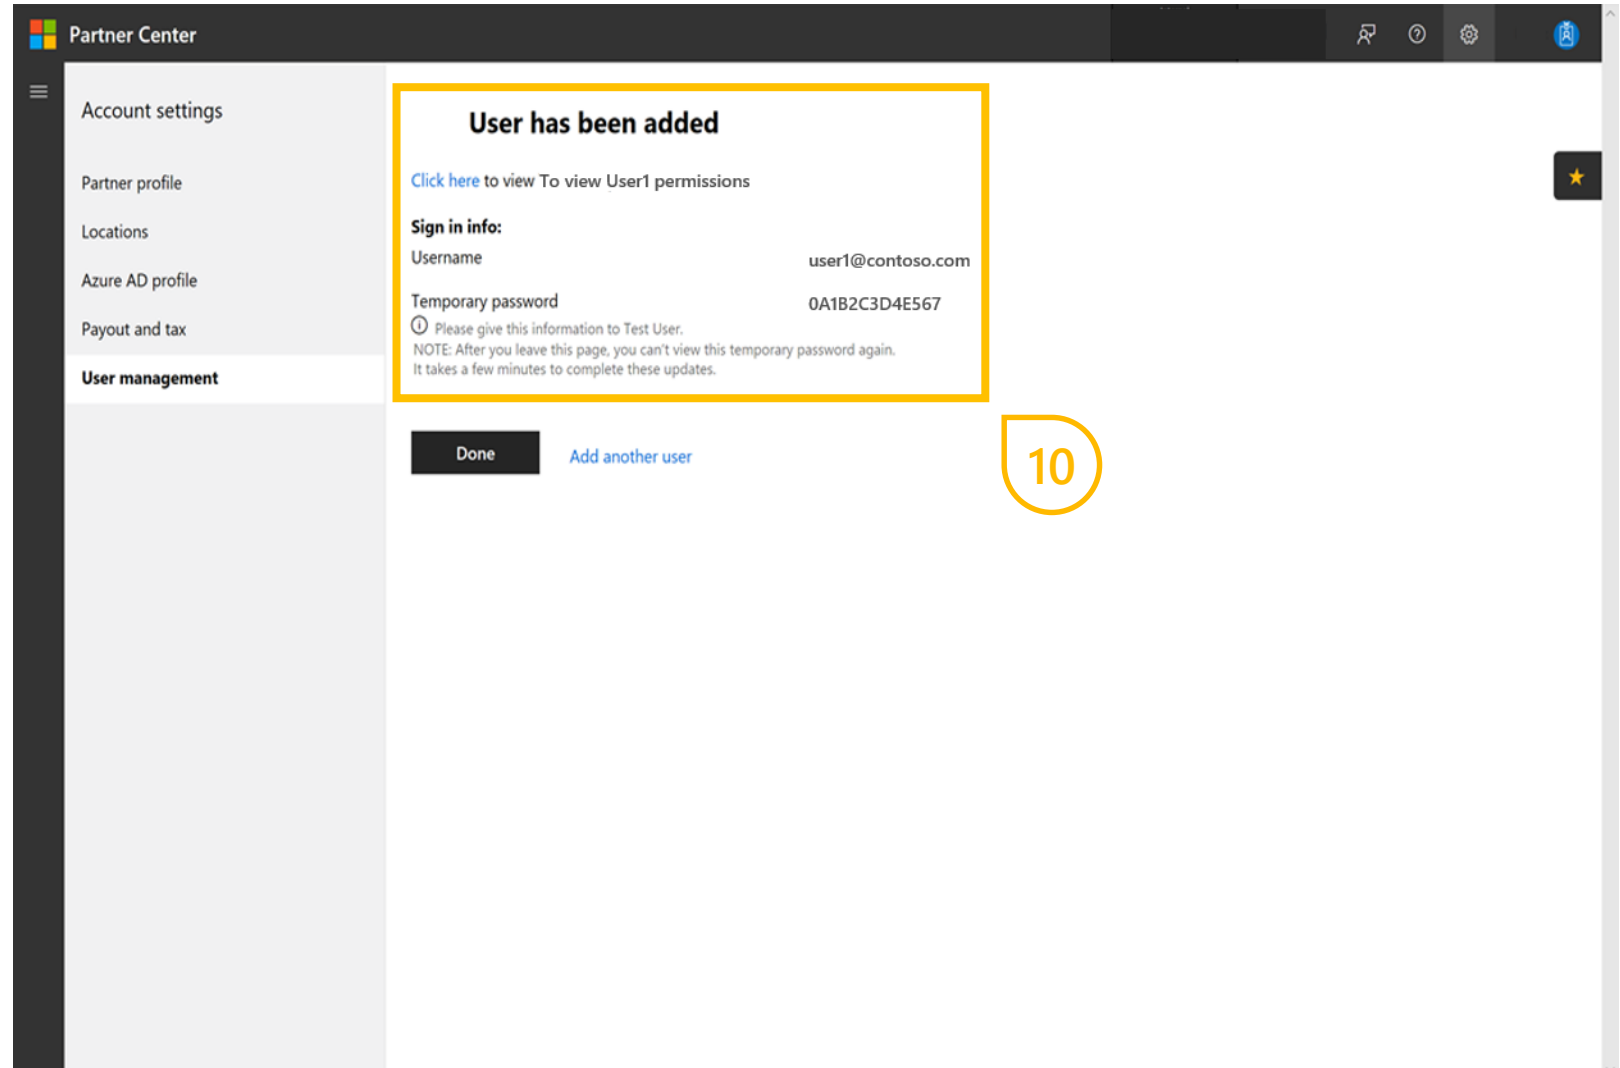 Partner Center
Account settings
Partner profile
Locations
Azure AD profile
Payout and tax
User management
User has been added
Click here to view To view User1 permissions
Sign in info:
Username user1@contoso.com
Temporary password 0A1B2C3D4E567
Please give this information to Test User.
NOTE: After you leave this page, you can't view this temporary password again.
It takes a few minutes to complete these updates.
Done Add another user
10